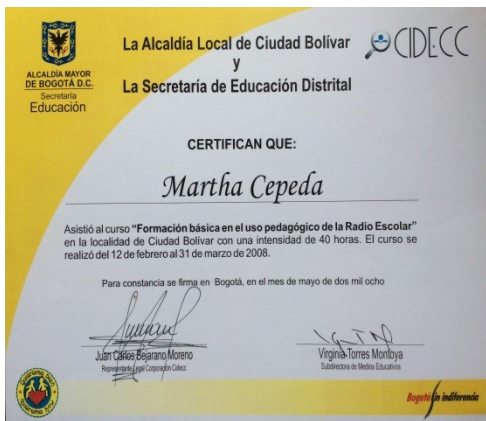 La Alcaldía Local de Ciudad Bolívar
y
La Secretaría de Educación Distrital
CIDECC
ALCALDÍA MAYOR
DE BOGOTÁ D.C.
Secretaría
Educación
CERTIFICAN QUE:
Martha Cepeda
Asistió al curso "Formación básica en el uso pedagógico de la Radio Escolar"
en la localidad de Ciudad Bolívar con una intensidad de 40 horas. El curso se
realizó del 12 de febrero al 31 de marzo de 2008.
Para constancia se firma en Bogotá, en el mes de mayo de dos mil ocho
Juan Carlos Bejarano Moreno
Representante Legal Corporación Cidecc
Virginia Torres Montoya
Subdirectora de Medios Educativos
Bogotá sin indiferencia